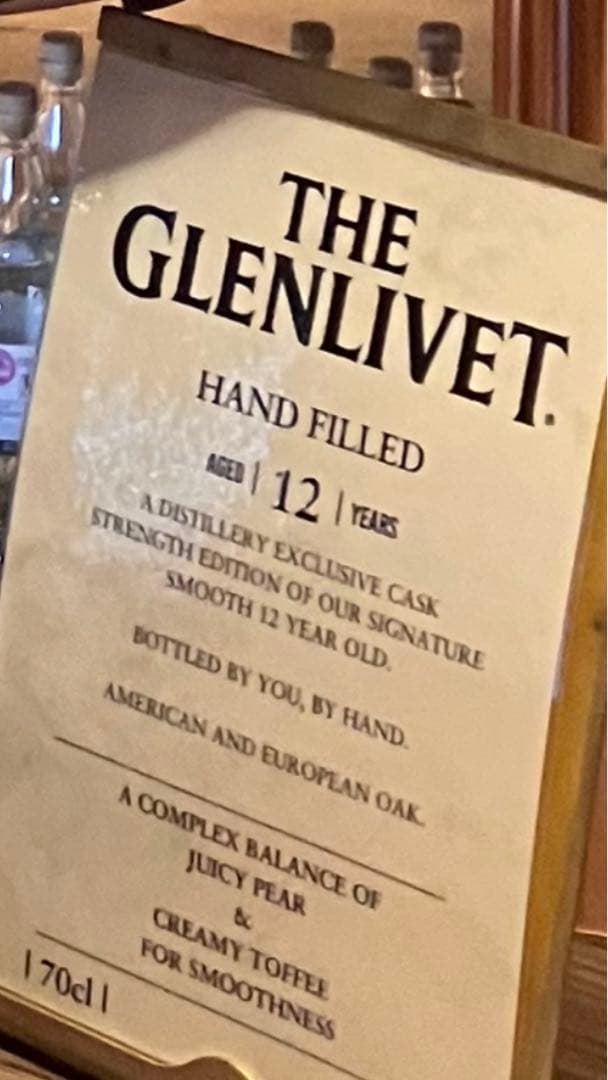 THE
GLENLIVET.
HAND FILLED
AGED | 12 | YEARS
A DISTILLERY EXCLUSIVE CASK
STRENGTH EDITION OF OUR SIGNATURE
SMOOTH 12 YEAR OLD.
BOTTLED BY YOU, BY HAND.
AMERICAN AND EUROPEAN OAK.
A COMPLEX BALANCE OF
JUICY PEAR
&
CREAMY TOFFEE
FOR SMOOTHNESS
| 70cl |